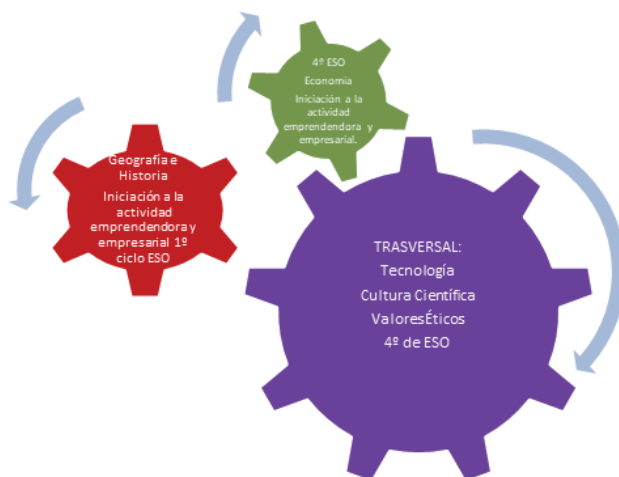 4º ESO
Economía
Iniciación a la
actividad
emprendendora y
empresarial.
Geografía e
Historia
Iniciación a la
actividad
emprendendora y
empresarial 1º
ciclo ESO
TRASVERSAL:
Tecnología
Cultura Científica
ValoresÉticos
4º de ESO